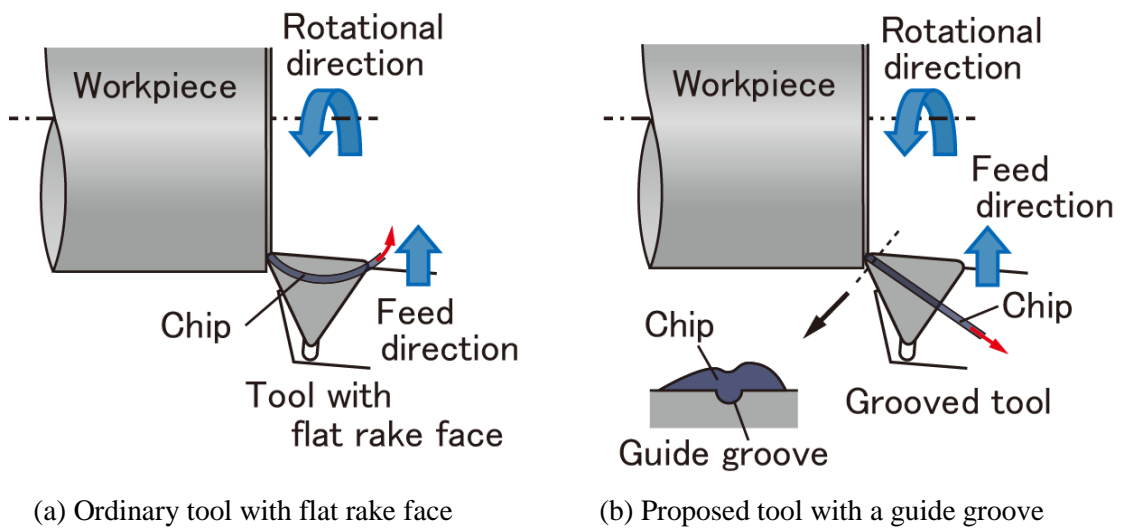 Rotational
direction
Workpiece
Chip
Feed
direction
Tool with
flat rake face
(a) Ordinary tool with flat rake face
Rotational
direction
Workpiece
Feed
direction
Chip
Chip
Grooved tool
Guide groove
(b) Proposed tool with a guide groove